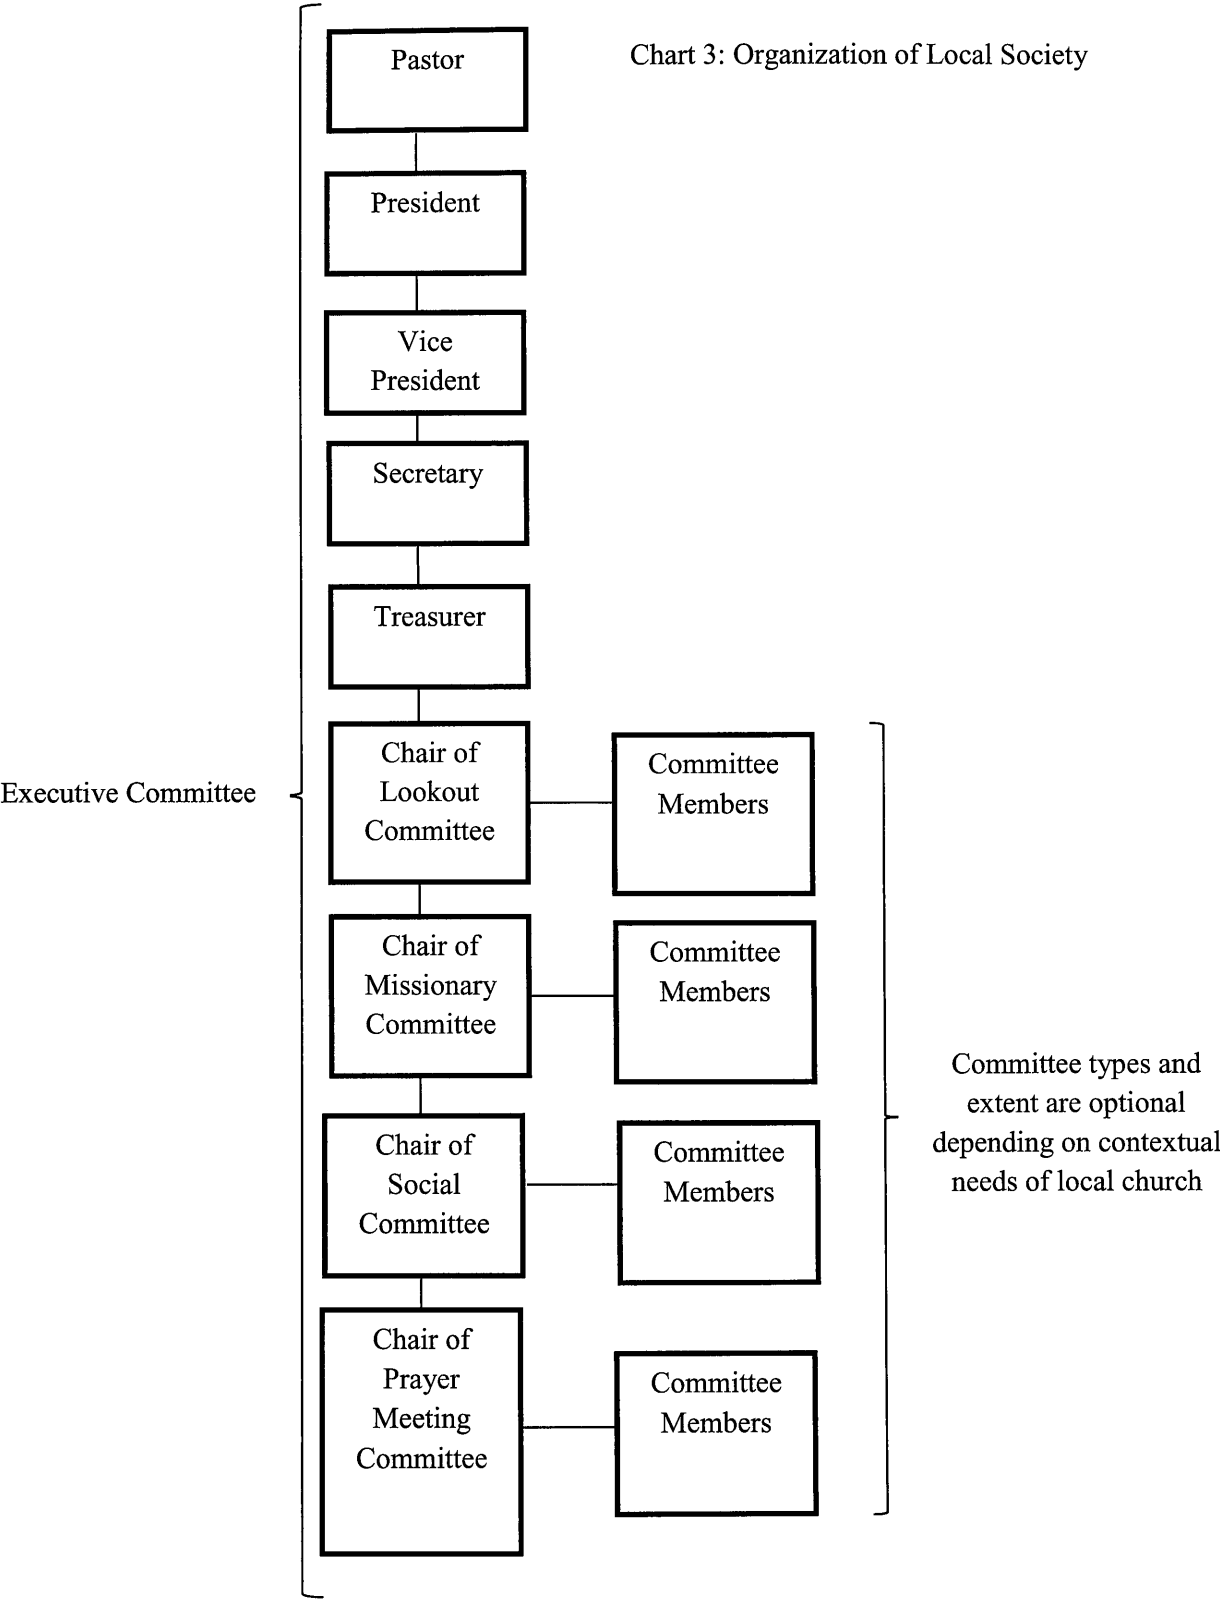 Chart 3: Organization of Local Society
Pastor
President
Vice
President
Secretary
Treasurer
Executive Committee
Chair of
Lookout
Committee
Committee
Members
Chair of
Missionary
Committee
Committee
Members
Chair of
Social
Committee
Committee
Members
Chair of
Prayer
Meeting
Committee
Committee
Members
Committee types and
extent are optional
depending on contextual
needs of local church